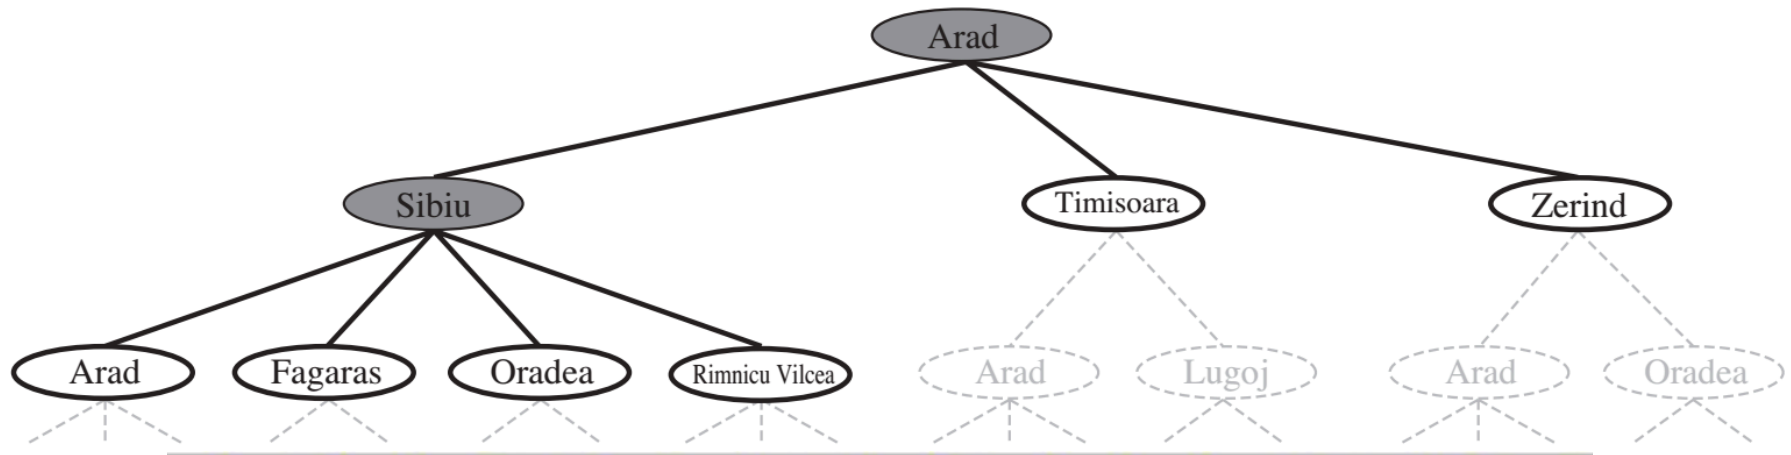 Arad
Sibiu
Timisoara
Zerind
Arad
Fagaras
Oradea
Rimnicu Vilcea
Arad
Lugoj
Arad
Oradea